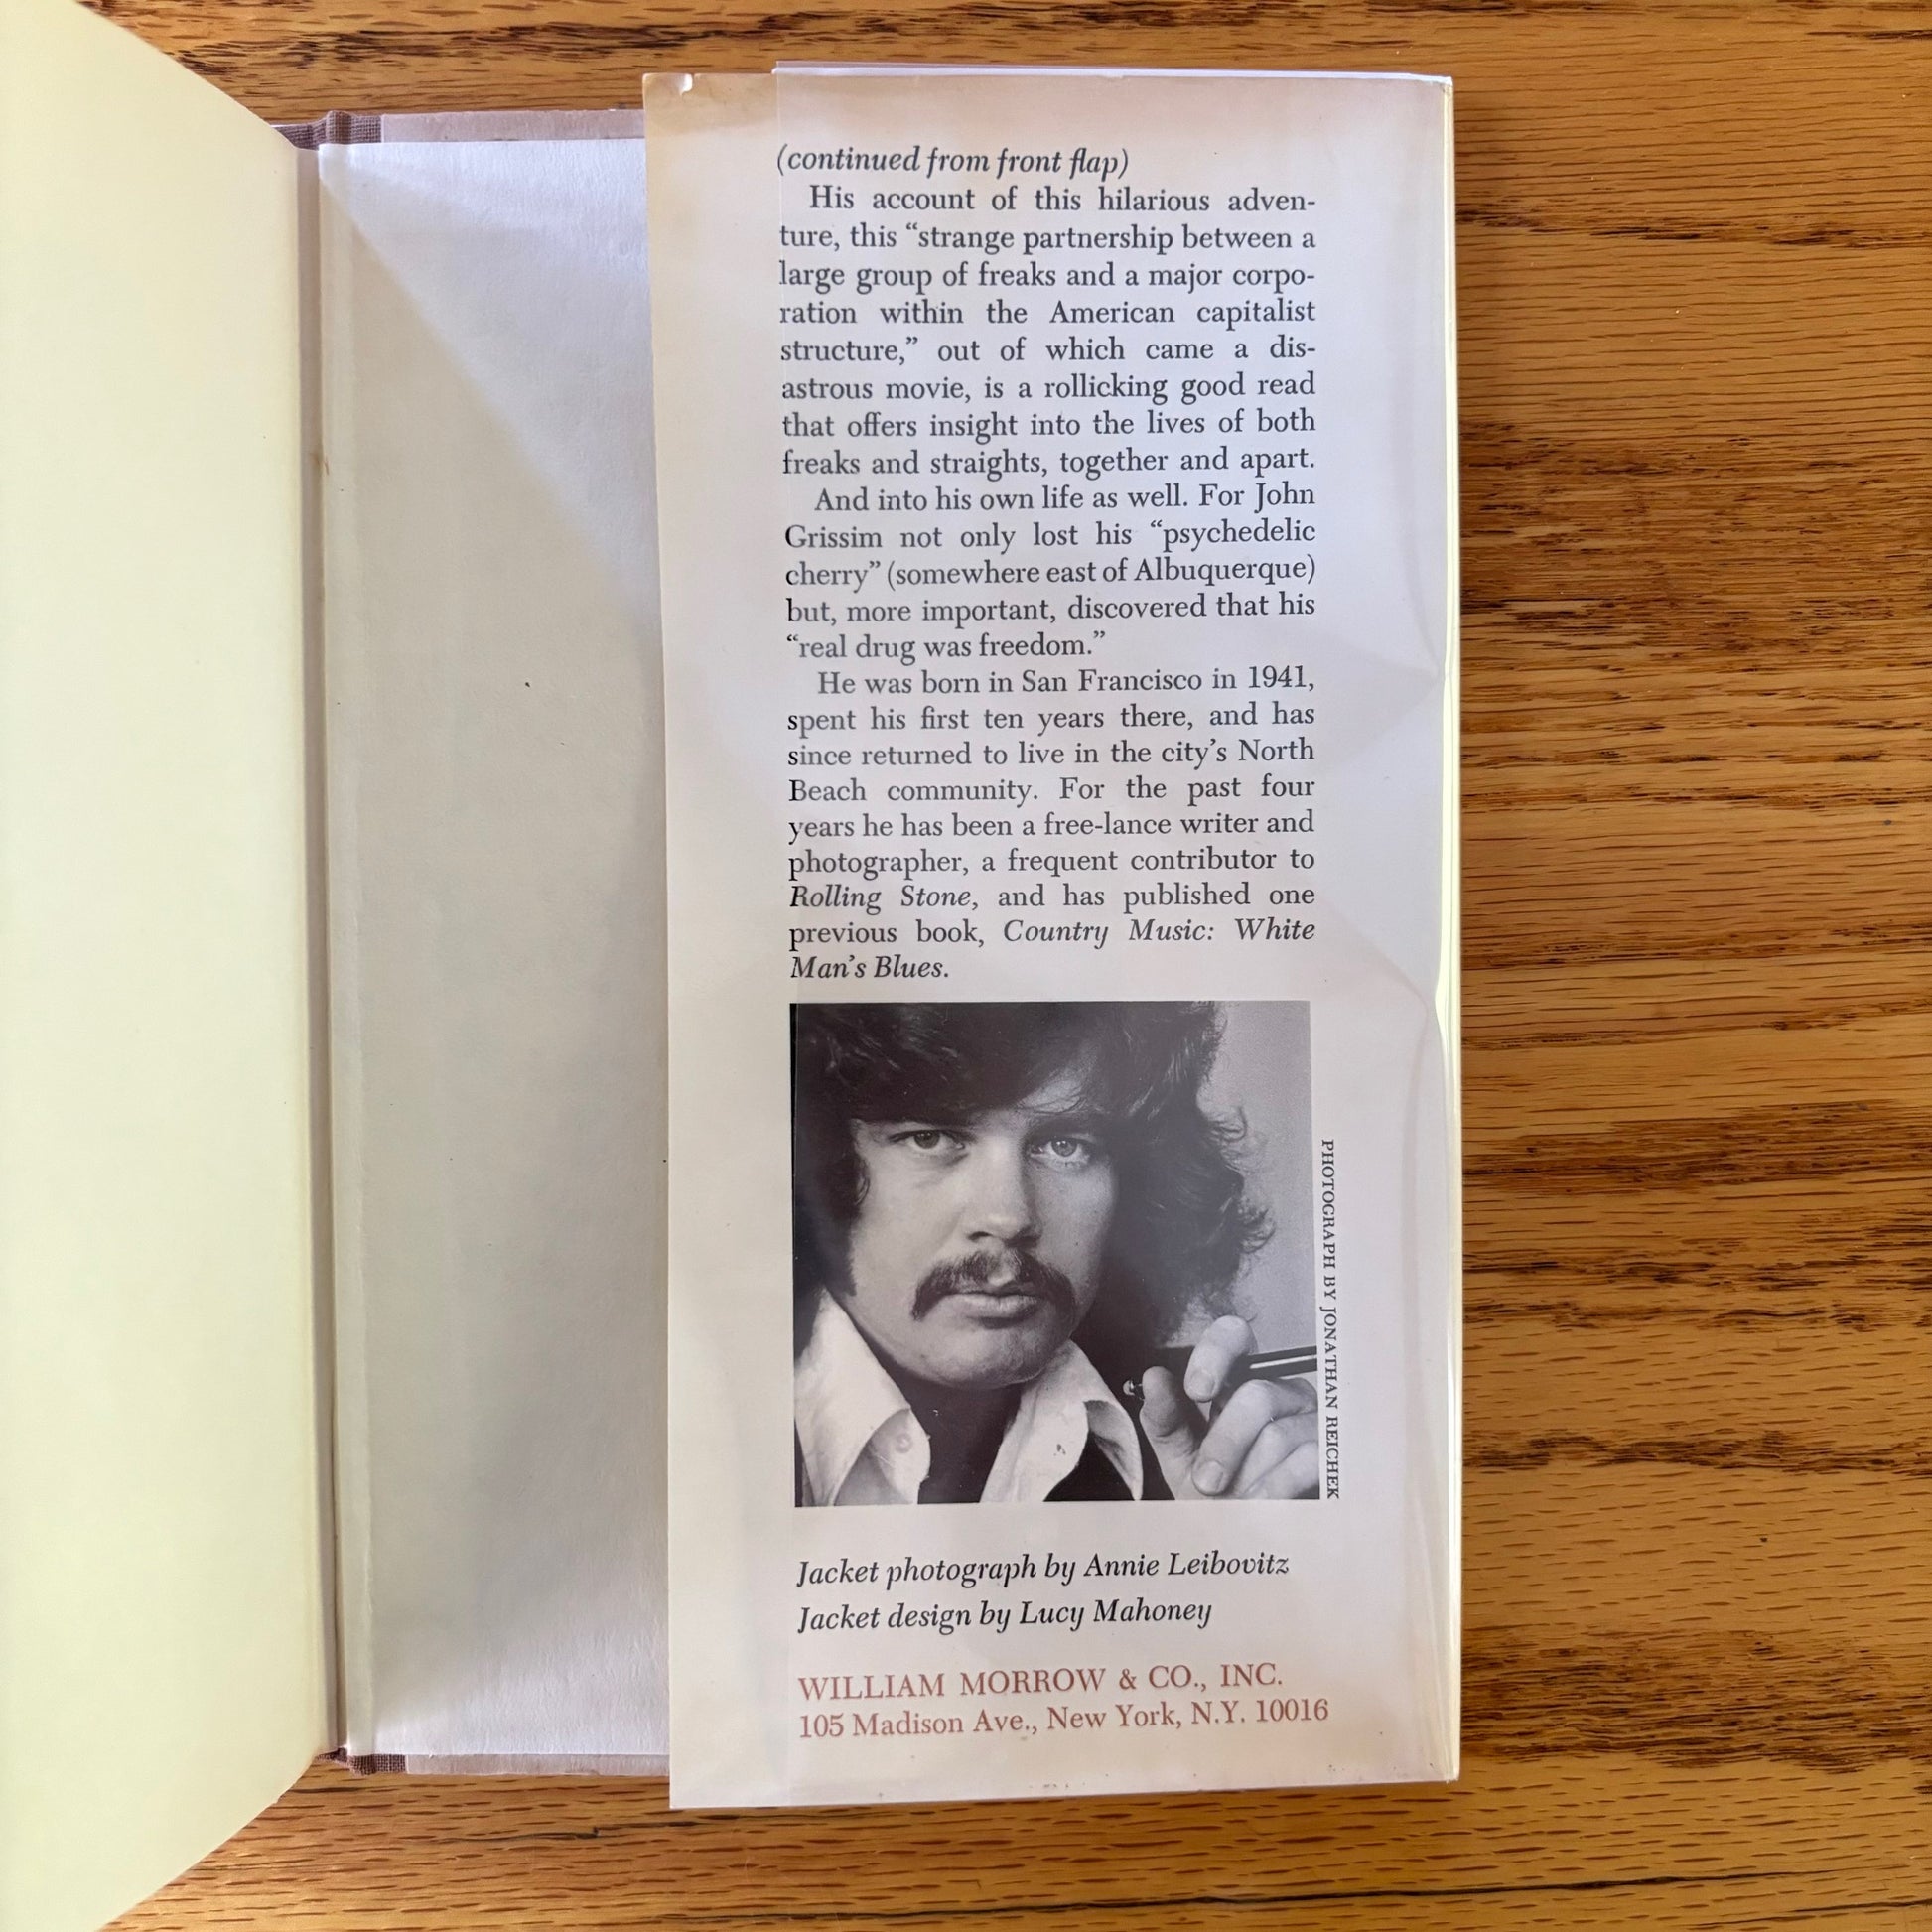 (continued from front flap)
His account of this hilarious adven-
ture, this “strange partnership between a
large group of freaks and a major corpo-
ration within the American capitalist
structure,” out of which came a dis-
astrous movie, is a rollicking good read
that offers insight into the lives of both
freaks and straights, together and apart.
And into his own life as well. For John
Grissim not only lost his “psychedelic
cherry” (somewhere east of Albuquerque)
but, more important, discovered that his
“real drug was freedom.”
He was born in San Francisco in 1941,
spent his first ten years there, and has
since returned to live in the city’s North
Beach community. For the past four
years he has been a free-lance writer and
photographer, a frequent contributor to
Rolling Stone, and has published one
previous book, Country Music: White
Man’s Blues.
PHOTOGRAPH BY JONATHAN REICHEK
Jacket photograph by Annie Leibovitz
Jacket design by Lucy Mahoney
WILLIAM MORROW & CO., INC.
105 Madison Ave., New York, N.Y. 10016